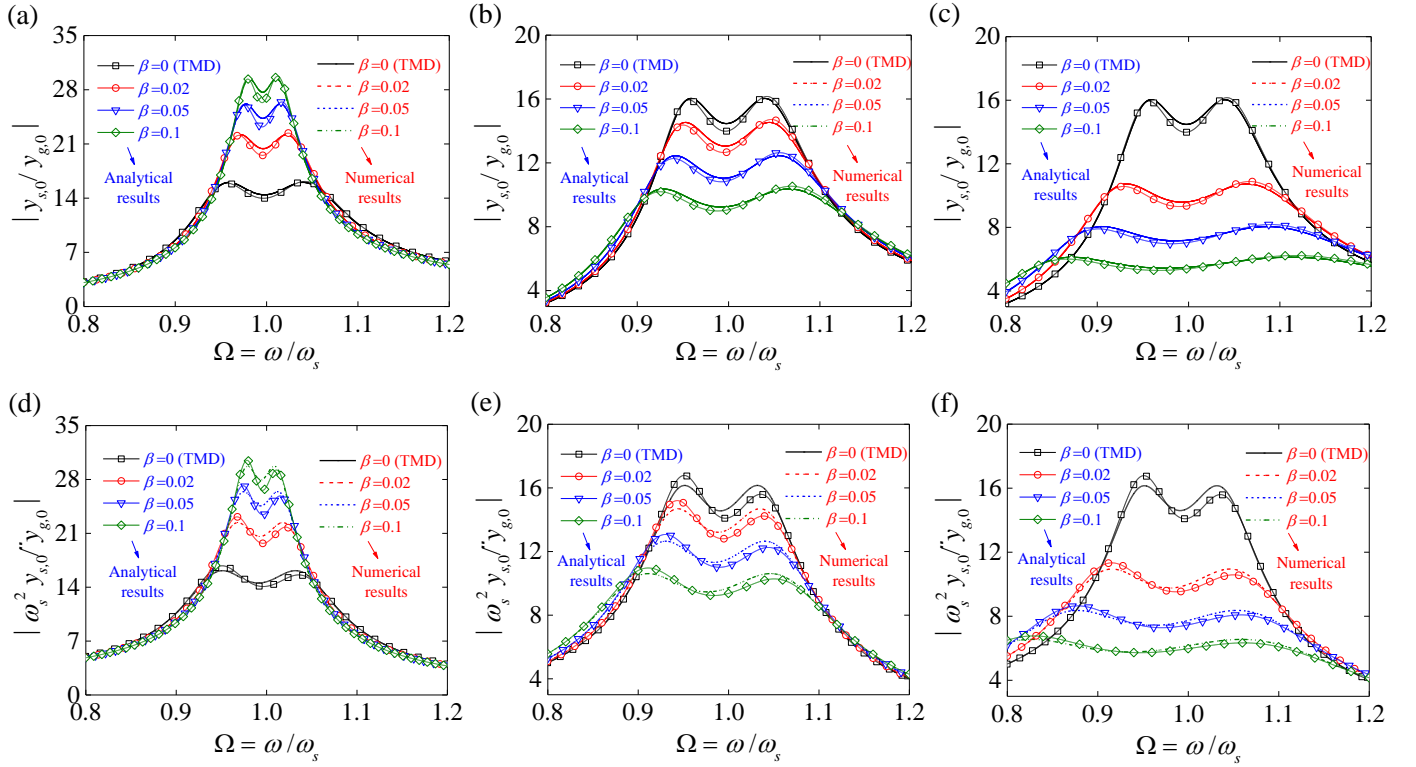 (a)
35
28
21
14
7
0
| y_{s,0} / y_{g,0} |
β=0 (TMD)
β=0.02
β=0.05
β=0.1
Analytical
results
β=0 (TMD)
β=0.02
β=0.05
β=0.1
Numerical
results
0.8 0.9 1.0 1.1 1.2
Ω = ω/ω_s
(b)
20
16
12
8
4
| y_{s,0} / y_{g,0} |
β=0 (TMD)
β=0.02
β=0.05
β=0.1
Analytical
results
β=0 (TMD)
β=0.02
β=0.05
β=0.1
Numerical
results
0.8 0.9 1.0 1.1 1.2
Ω = ω/ω_s
(c)
20
16
12
8
4
| y_{s,0} / y_{g,0} |
β=0 (TMD)
β=0.02
β=0.05
β=0.1
Analytical
results
β=0 (TMD)
β=0.02
β=0.05
β=0.1
Numerical
results
0.8 0.9 1.0 1.1 1.2
Ω = ω/ω_s
(d)
35
28
21
14
7
0
| ω_s^2 y_{s,0} / ÿ_{g,0} |
β=0 (TMD)
β=0.02
β=0.05
β=0.1
Analytical
results
β=0 (TMD)
β=0.02
β=0.05
β=0.1
Numerical
results
0.8 0.9 1.0 1.1 1.2
Ω = ω/ω_s
(e)
20
16
12
8
4
| ω_s^2 y_{s,0} / ÿ_{g,0} |
β=0 (TMD)
β=0.02
β=0.05
β=0.1
Analytical
results
β=0 (TMD)
β=0.02
β=0.05
β=0.1
Numerical
results
0.8 0.9 1.0 1.1 1.2
Ω = ω/ω_s
(f)
20
16
12
8
4
| ω_s^2 y_{s,0} / ÿ_{g,0} |
β=0 (TMD)
β=0.02
β=0.05
β=0.1
Analytical
results
β=0 (TMD)
β=0.02
β=0.05
β=0.1
Numerical
results
0.8 0.9 1.0 1.1 1.2
Ω = ω/ω_s